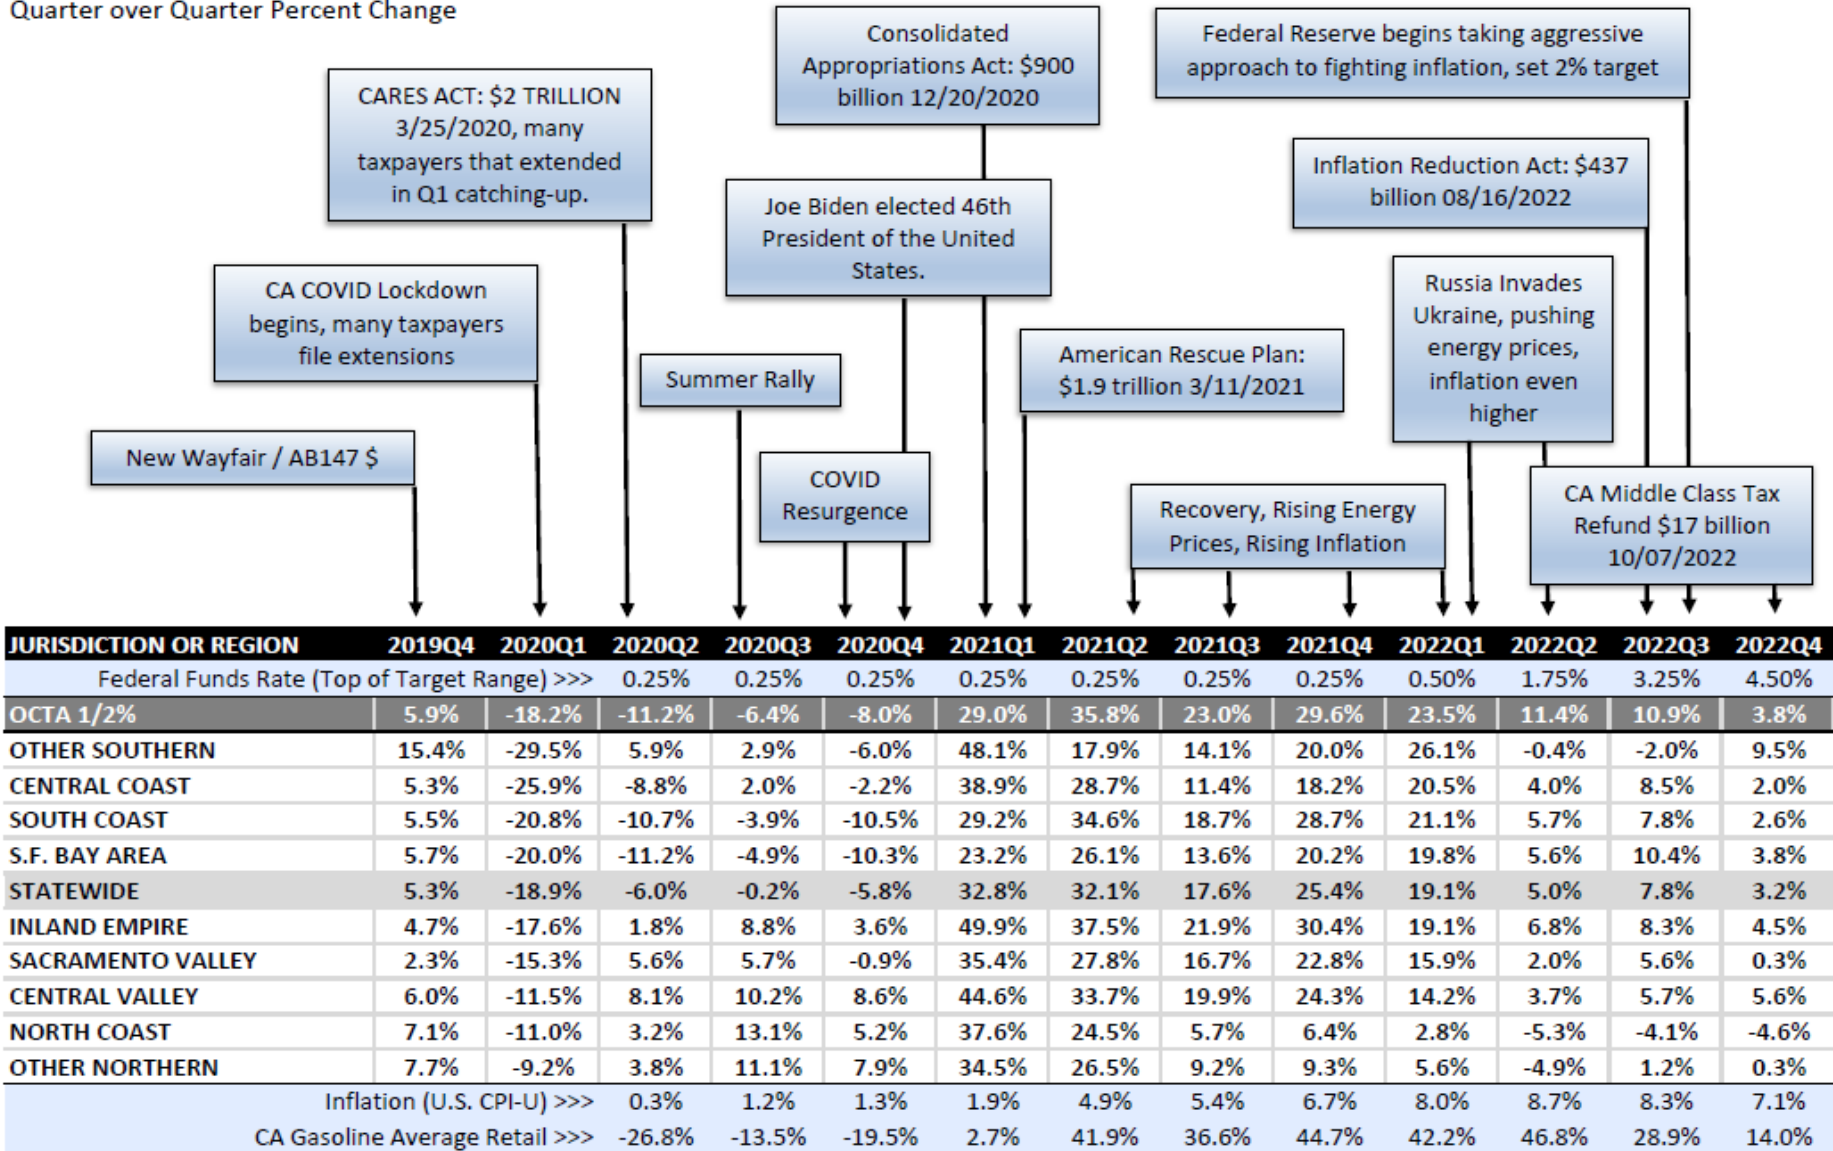 Quarter over Quarter Percent Change
Consolidated
Appropriations Act: $900
billion 12/20/2020
Federal Reserve begins taking aggressive
approach to fighting inflation, set 2% target
CARES ACT: $2 TRILLION
3/25/2020, many
taxpayers that extended
in Q1 catching-up.
Inflation Reduction Act: $437
billion 08/16/2022
Joe Biden elected 46th
President of the United
States.
CA COVID Lockdown
begins, many taxpayers
file extensions
Russia Invades
Ukraine, pushing
energy prices,
inflation even
higher
American Rescue Plan:
$1.9 trillion 3/11/2021
Summer Rally
New Wayfair / AB147 $
COVID
Resurgence
Recovery, Rising Energy
Prices, Rising Inflation
CA Middle Class Tax
Refund $17 billion
10/07/2022
JURISDICTION OR REGION 2019Q4 2020Q1 2020Q2 2020Q3 2020Q4 2021Q1 2021Q2 2021Q3 2021Q4 2022Q1 2022Q2 2022Q3 2022Q4
Federal Funds Rate (Top of Target Range) >>> 0.25% 0.25% 0.25% 0.25% 0.25% 0.25% 0.25% 0.50% 1.75% 3.25% 4.50%
OCTA 1/2% 5.9% -18.2% -11.2% -6.4% -8.0% 29.0% 35.8% 23.0% 29.6% 23.5% 11.4% 10.9% 3.8%
OTHER SOUTHERN 15.4% -29.5% 5.9% 2.9% -6.0% 48.1% 17.9% 14.1% 20.0% 26.1% -0.4% -2.0% 9.5%
CENTRAL COAST 5.3% -25.9% -8.8% 2.0% -2.2% 38.9% 28.7% 11.4% 18.2% 20.5% 4.0% 8.5% 2.0%
SOUTH COAST 5.5% -20.8% -10.7% -3.9% -10.5% 29.2% 34.6% 18.7% 28.7% 21.1% 5.7% 7.8% 2.6%
S.F. BAY AREA 5.7% -20.0% -11.2% -4.9% -10.3% 23.2% 26.1% 13.6% 20.2% 19.8% 5.6% 10.4% 3.8%
STATEWIDE 5.3% -18.9% -6.0% -0.2% -5.8% 32.8% 32.1% 17.6% 25.4% 19.1% 5.0% 7.8% 3.2%
INLAND EMPIRE 4.7% -17.6% 1.8% 8.8% 3.6% 49.9% 37.5% 21.9% 30.4% 19.1% 6.8% 8.3% 4.5%
SACRAMENTO VALLEY 2.3% -15.3% 5.6% 5.7% -0.9% 35.4% 27.8% 16.7% 22.8% 15.9% 2.0% 5.6% 0.3%
CENTRAL VALLEY 6.0% -11.5% 8.1% 10.2% 8.6% 44.6% 33.7% 19.9% 24.3% 14.2% 3.7% 5.7% 5.6%
NORTH COAST 7.1% -11.0% 3.2% 13.1% 5.2% 37.6% 24.5% 5.7% 6.4% 2.8% -5.3% -4.1% -4.6%
OTHER NORTHERN 7.7% -9.2% 3.8% 11.1% 7.9% 34.5% 26.5% 9.2% 9.3% 5.6% -4.9% 1.2% 0.3%
Inflation (U.S. CPI-U) >>> 0.3% 1.2% 1.3% 1.9% 4.9% 5.4% 6.7% 8.0% 8.7% 8.3% 7.1%
CA Gasoline Average Retail >>> -26.8% -13.5% -19.5% 2.7% 41.9% 36.6% 44.7% 42.2% 46.8% 28.9% 14.0%